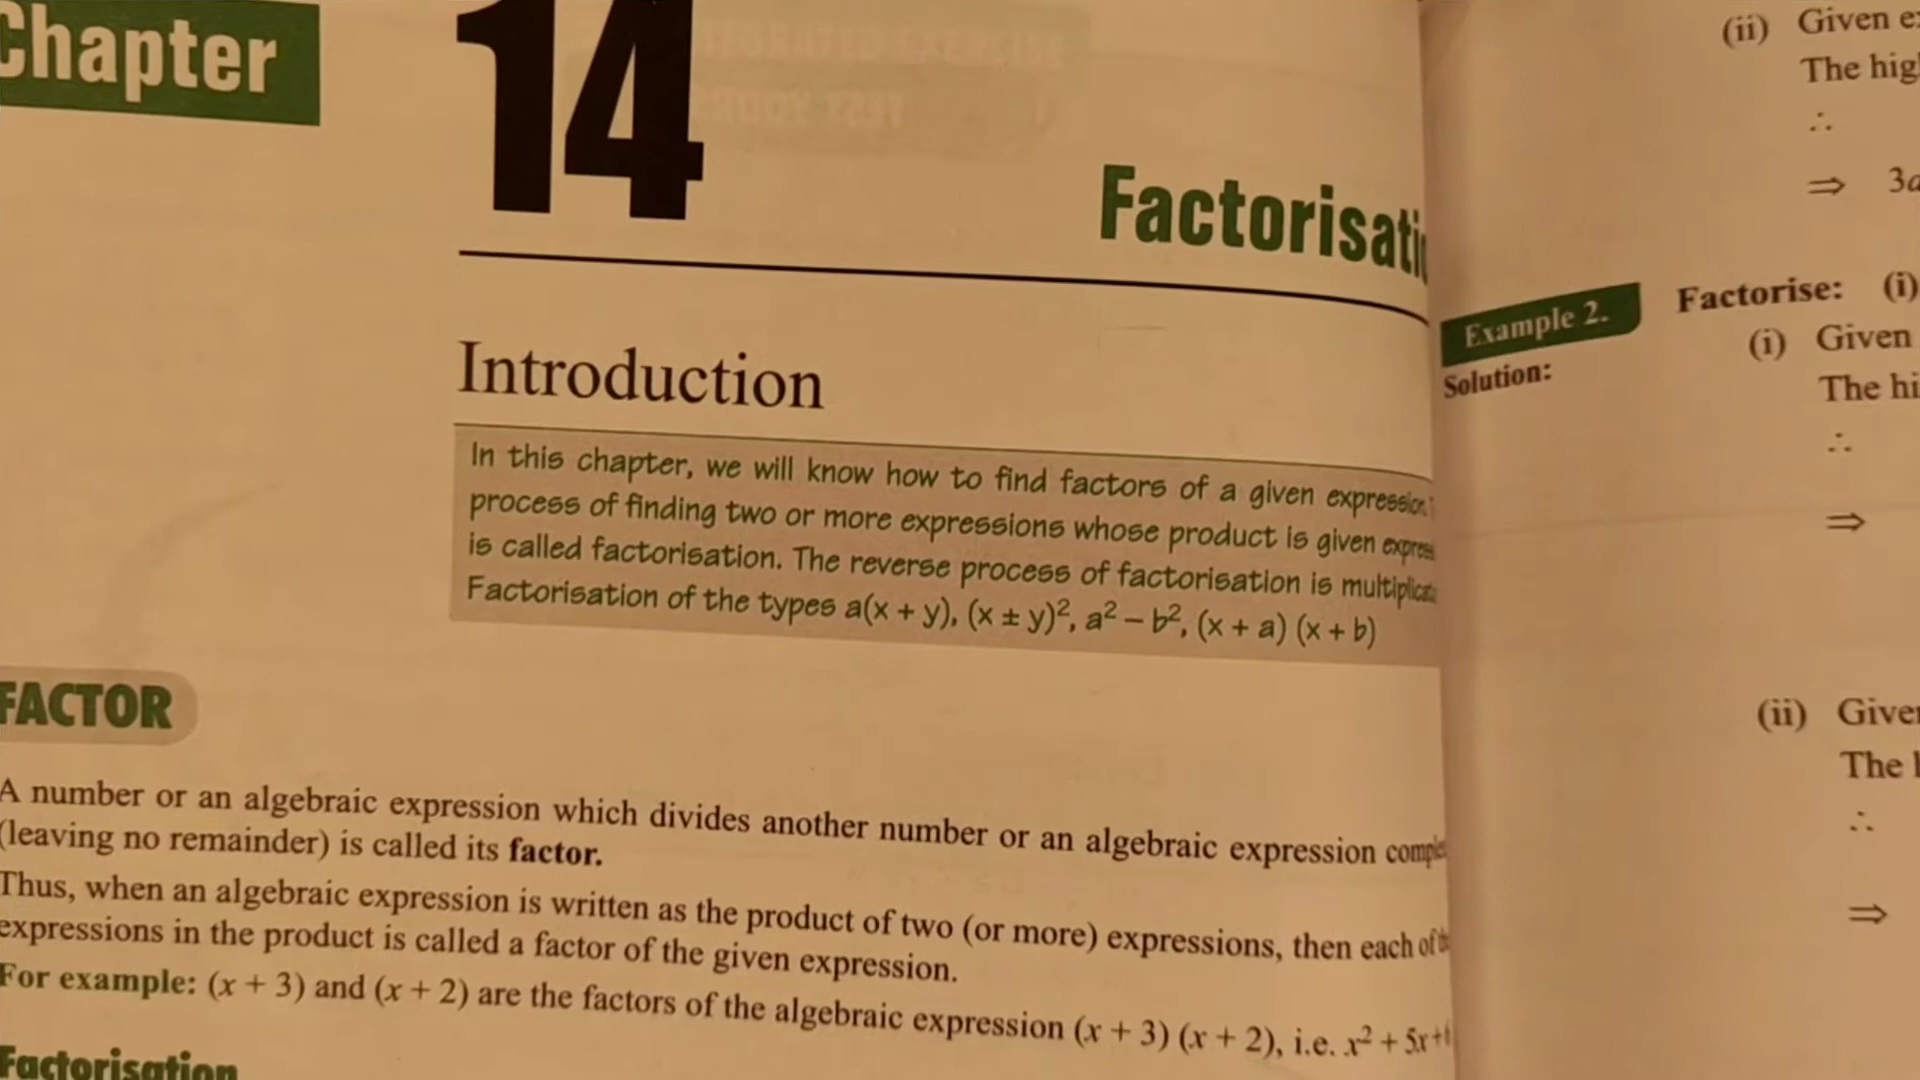 Chapter
14
Introduction
In this chapter, we will know how to find factors of a given expression.
process of finding two or more expressions whose product is given
is called factorisation. The reverse process of factorisation is
Factorisation of the types a(x + y), (x ± y)², a² – b², (x + a) (x + b)
FACTOR
A number or an algebraic expression which divides another number or an algebraic expression
(leaving no remainder) is called its factor.
Thus, when an algebraic expression is written as the product of two (or more) expressions, then each of
expressions in the product is called a factor of the given expression.
For example: (x + 3) and (x + 2) are the factors of the algebraic expression (x + 3) (x + 2), i.e. x² + 5x +
Factorisation
(ii) Given
The
∴
⇒ 3a
Example 2. Factorise: (i)
Solution: (i) Given
The
∴
⇒
(ii)
The
∴
⇒